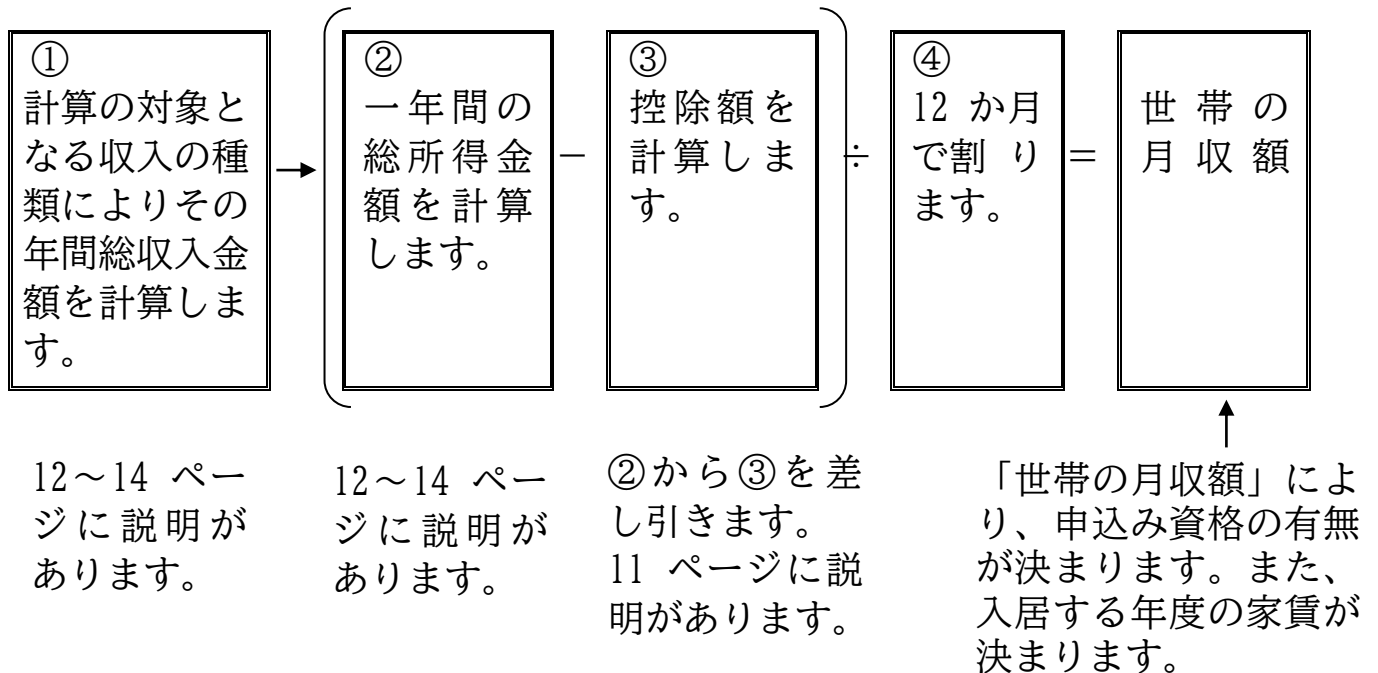 ①
計算の対象と
なる収入の種
類によりその
年間総収入金
額を計算しま
す。
→
②
一年間の
総所得金
額を計算
します。
－
③
控除額を
計算しま
す。
÷
④
12 か月
で割 り
ます。
＝
世 帯 の
月 収 額
12～14 ペー
ジに説明が
あります。
12～14 ペー
ジに説明が
あります。
②から③を差
し引きます。
11 ページに説
明があります。
「世帯の月収額」によ
り、申込み資格の有無
が決まります。また、
入居する年度の家賃が
決まります。